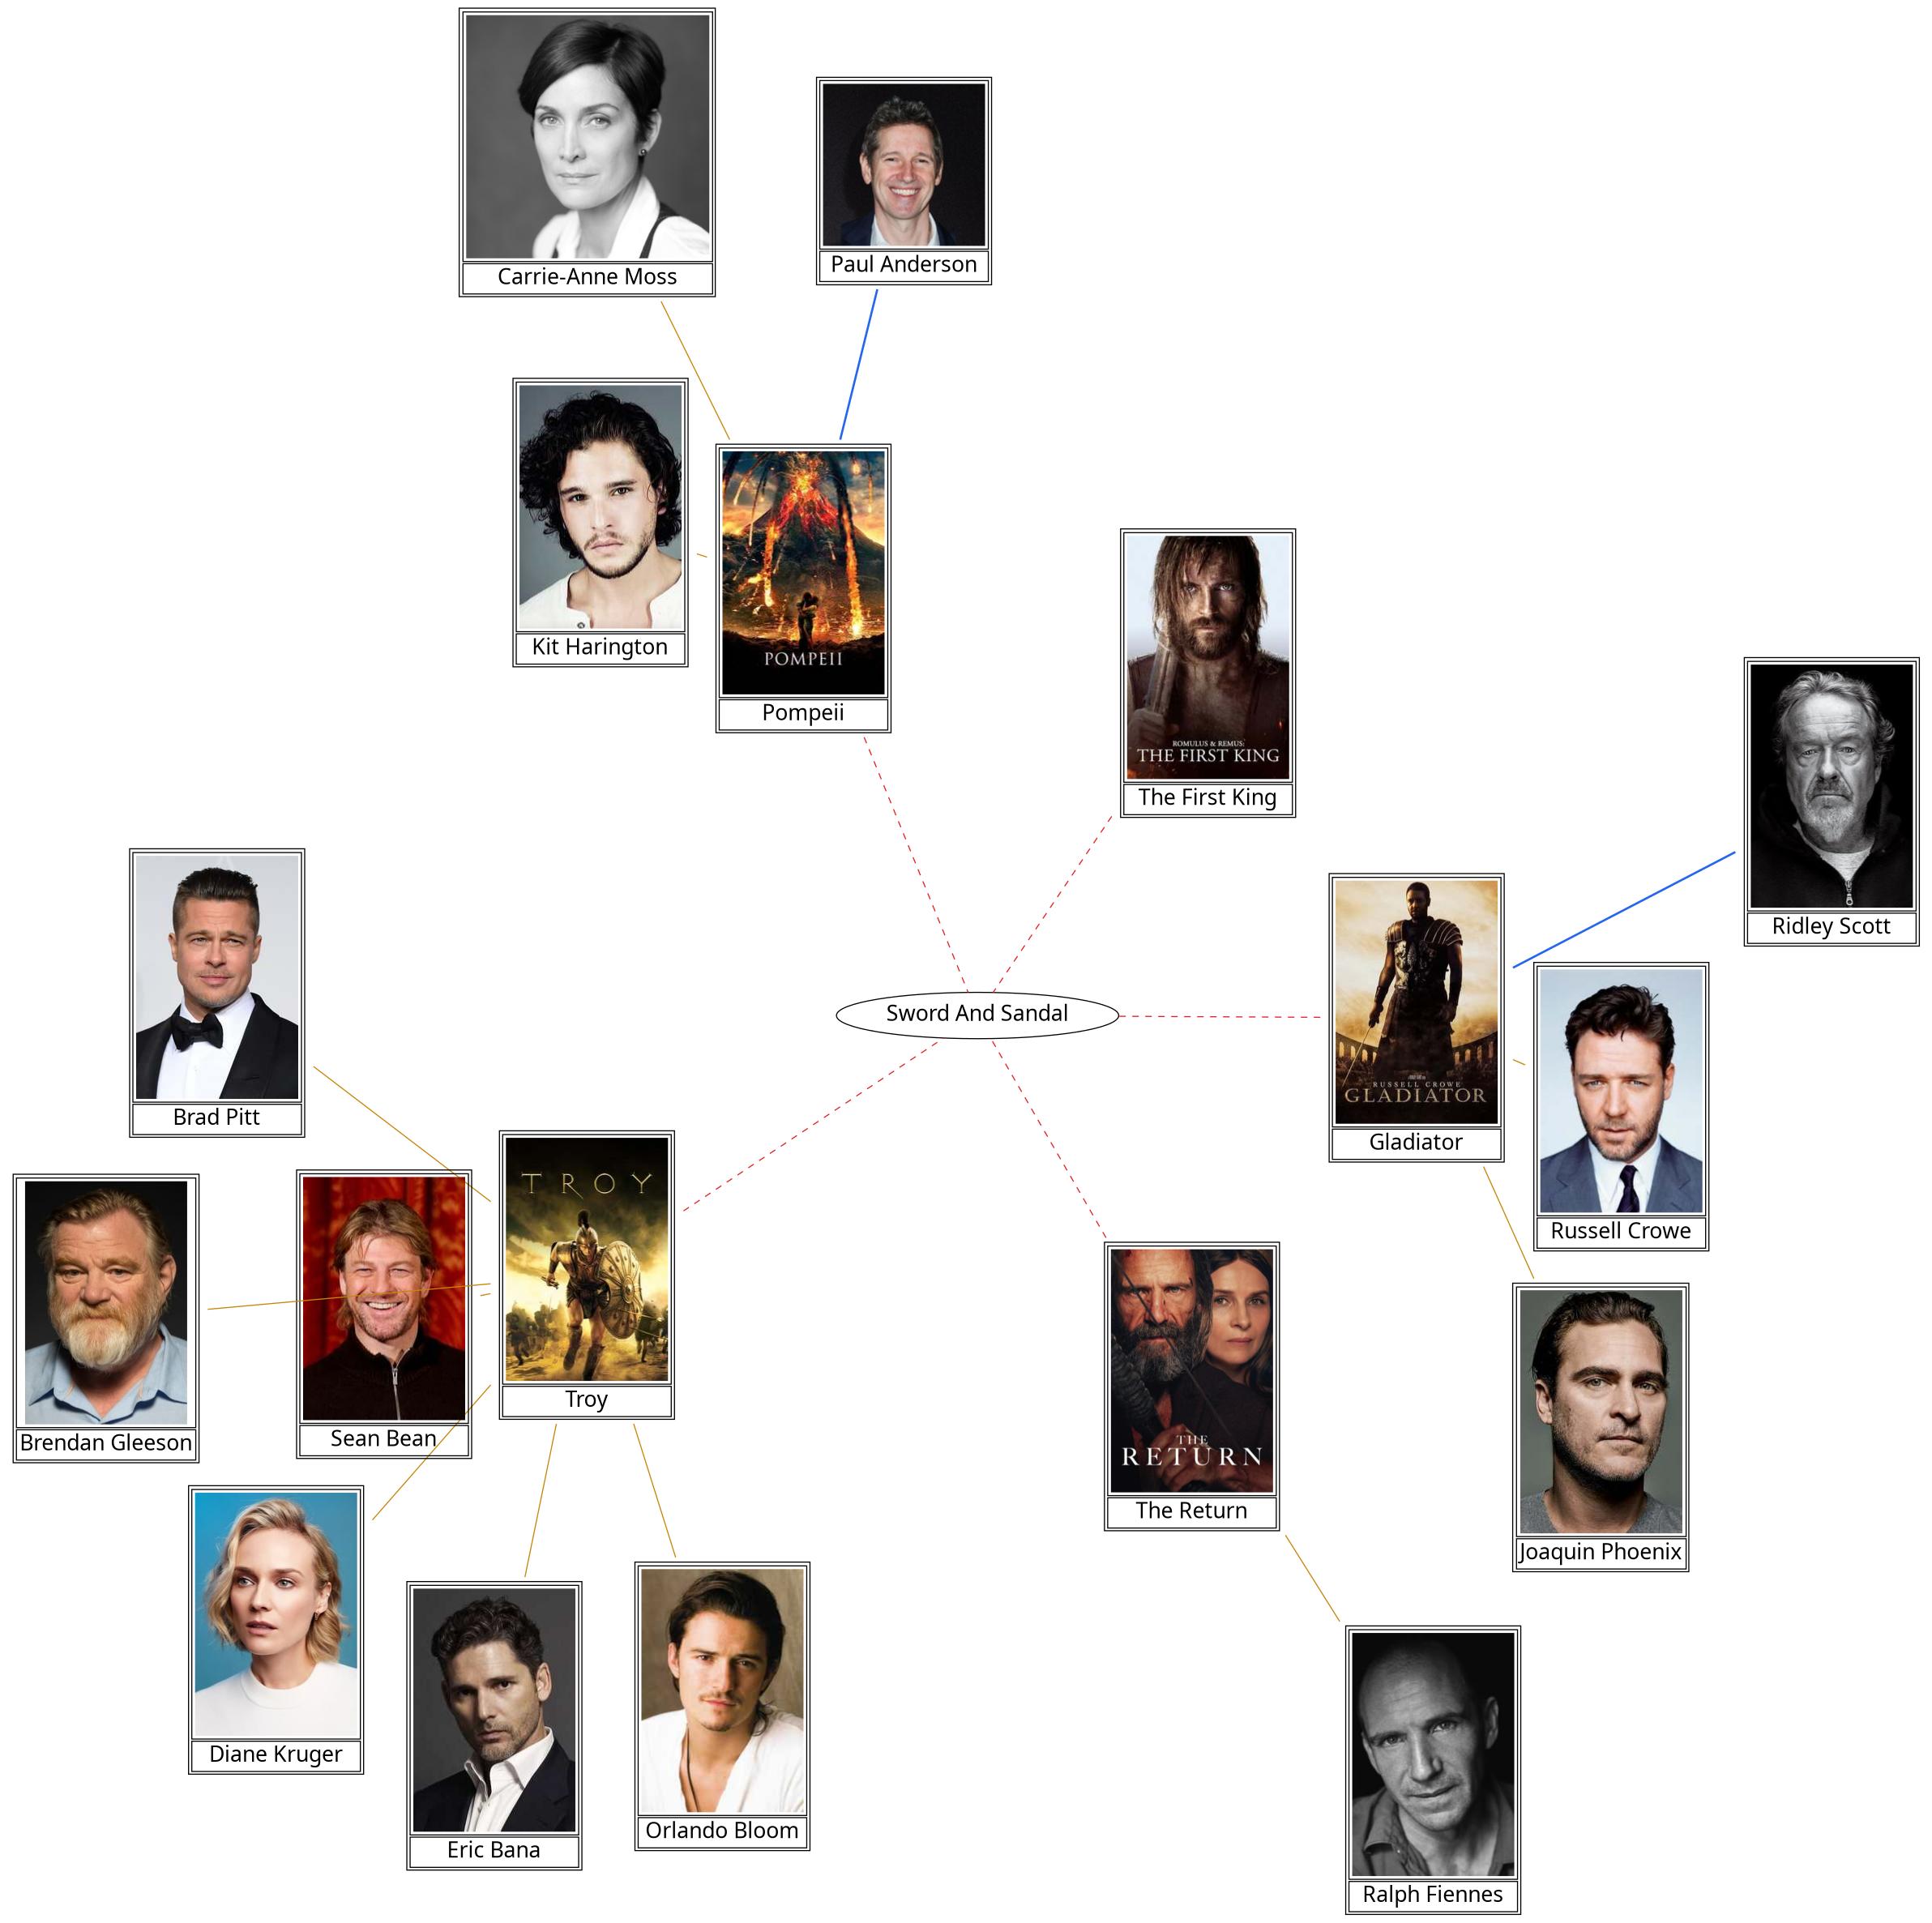 Carrie-Anne Moss
Paul Anderson
Kit Harington
POMPEII
Pompeii
ROMULUS & REMUS:
THE FIRST KING
The First King
Ridley Scott
Sword And Sandal
RUSSELL CROWE
GLADIATOR
Gladiator
Russell Crowe
Brad Pitt
TROY
Troy
Brendan Gleeson
Sean Bean
THE
RETURN
The Return
Joaquin Phoenix
Diane Kruger
Eric Bana
Orlando Bloom
Ralph Fiennes